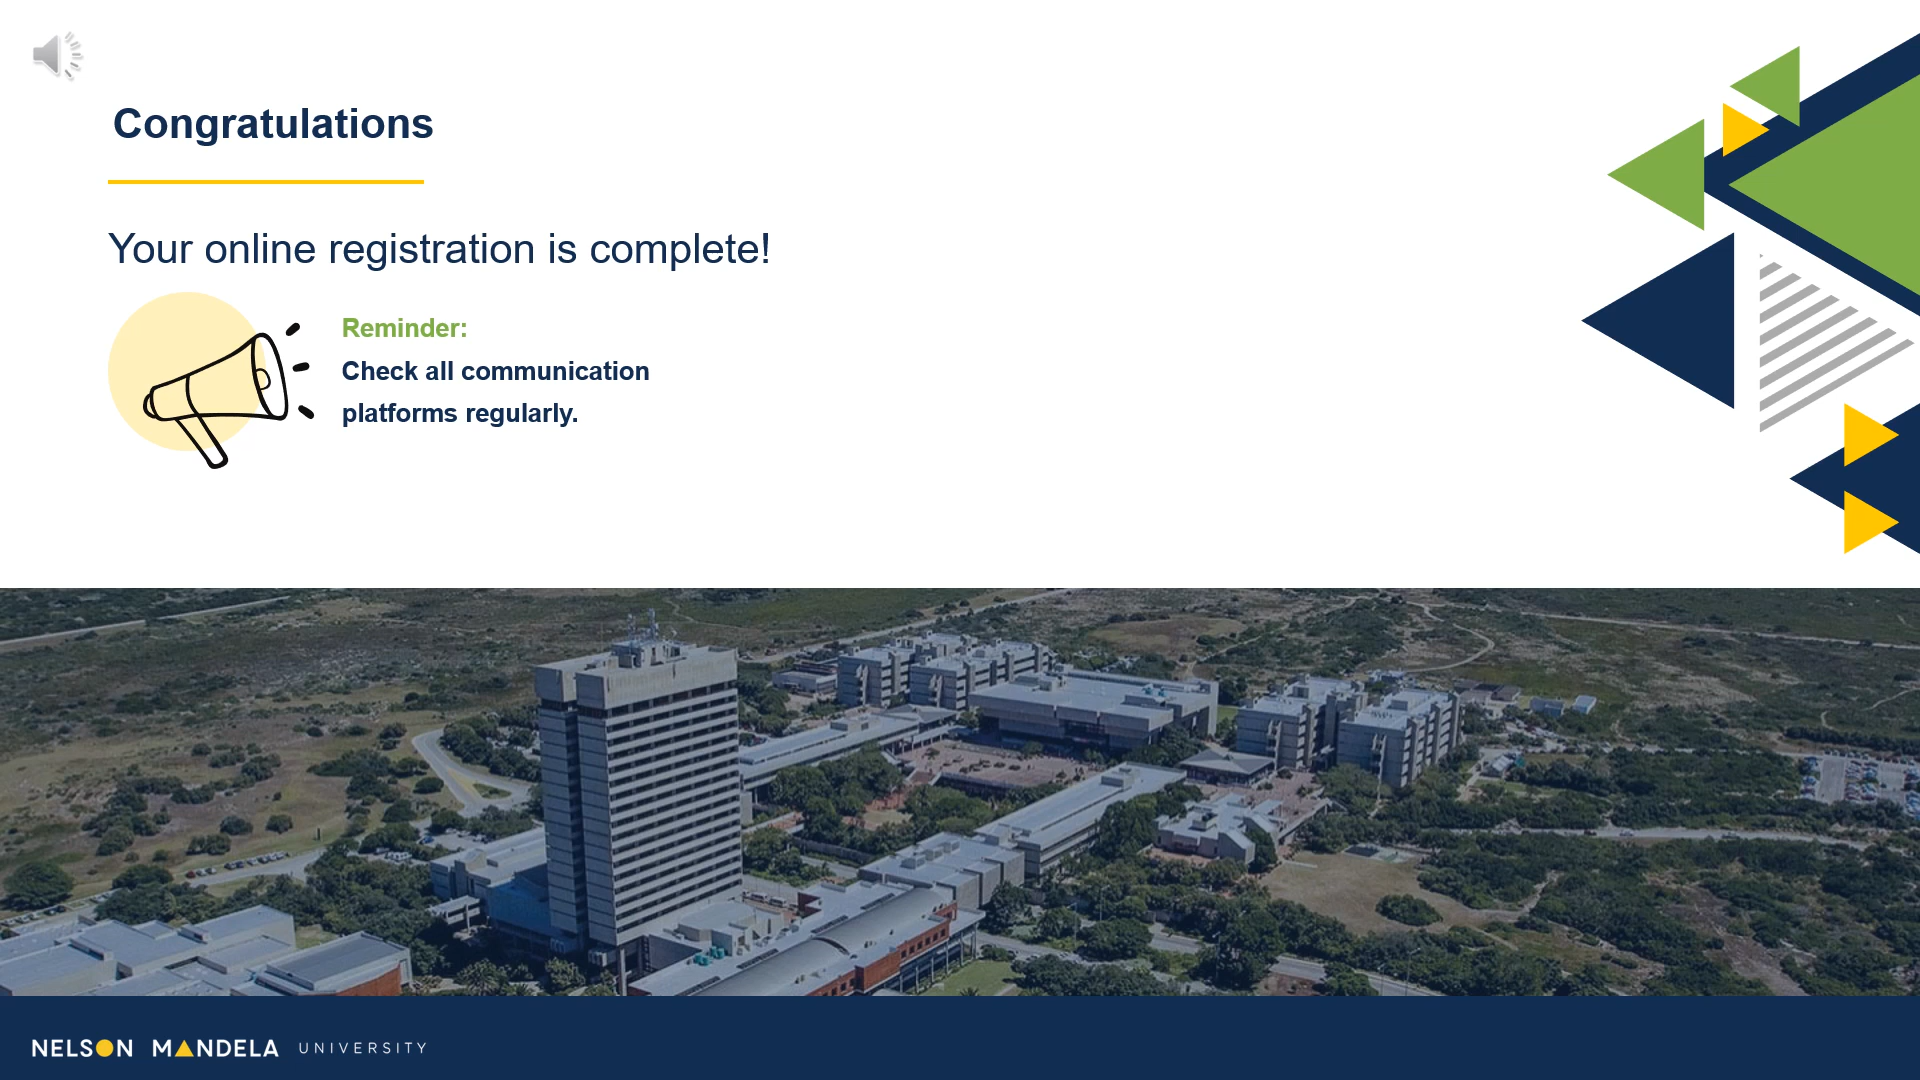 Congratulations
Your online registration is complete!
Reminder:
Check all communication
platforms regularly.
NELSON MANDELA UNIVERSITY